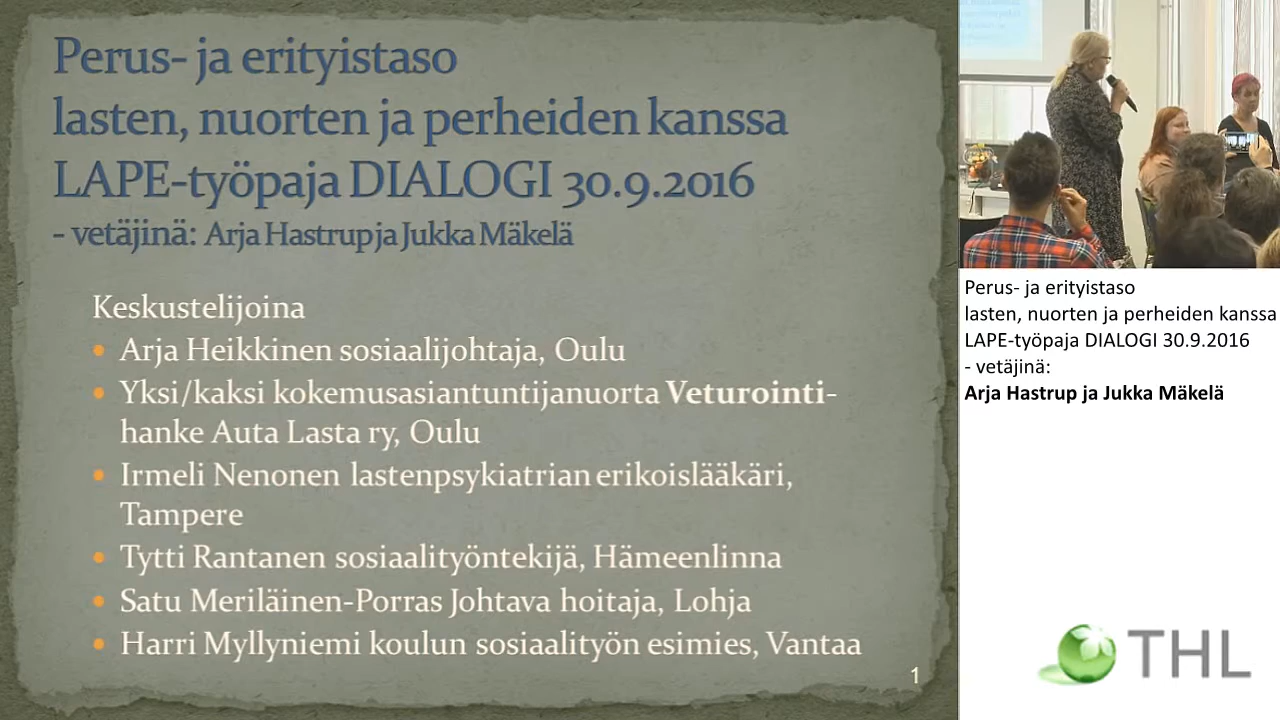 Perus- ja erityistaso
lasten, nuorten ja perheiden kanssa
LAPE-työpaja DIALOGI 30.9.2016
- vetäjinä: Arja Hastrup ja Jukka Mäkelä
Keskustelijoina
• Arja Heikkinen sosiaalijohtaja, Oulu
• Yksi/kaksi kokemusasiantuntijanuorta Veturointi-
hanke Auta Lasta ry, Oulu
• Irmeli Nenonen lastenpsykiatrian erikoislääkäri,
Tampere
• Tytti Rantanen sosiaalityöntekijä, Hämeenlinna
• Satu Meriläinen-Porras Johtava hoitaja, Lohja
• Harri Myllyniemi koulun sosiaalityön esimies, Vantaa
1
Perus- ja erityistaso
lasten, nuorten ja perheiden kanssa
LAPE-työpaja DIALOGI 30.9.2016
- vetäjinä:
Arja Hastrup ja Jukka Mäkelä
THL